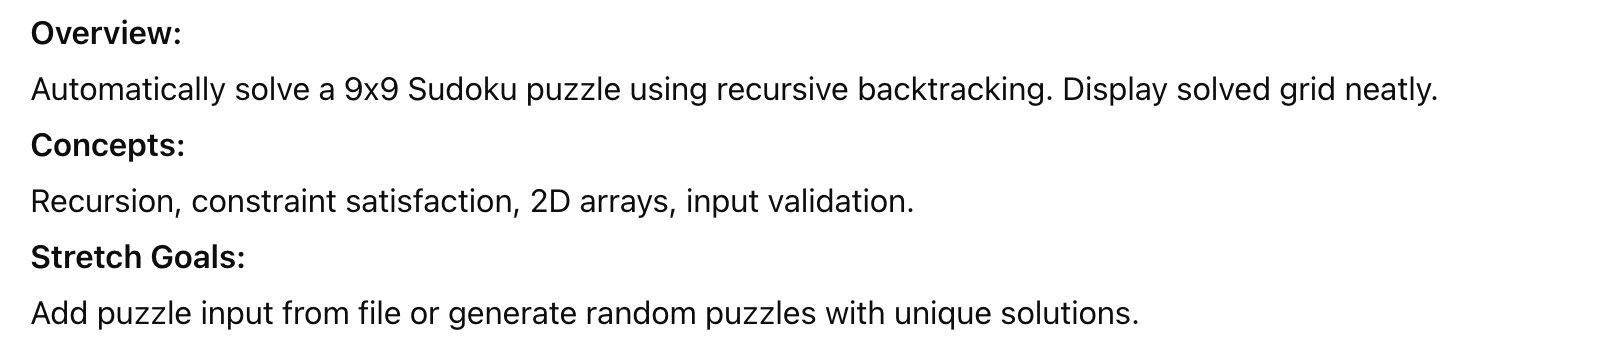 Overview:
Automatically solve a 9x9 Sudoku puzzle using recursive backtracking. Display solved grid neatly.
Concepts:
Recursion, constraint satisfaction, 2D arrays, input validation.
Stretch Goals:
Add puzzle input from file or generate random puzzles with unique solutions.